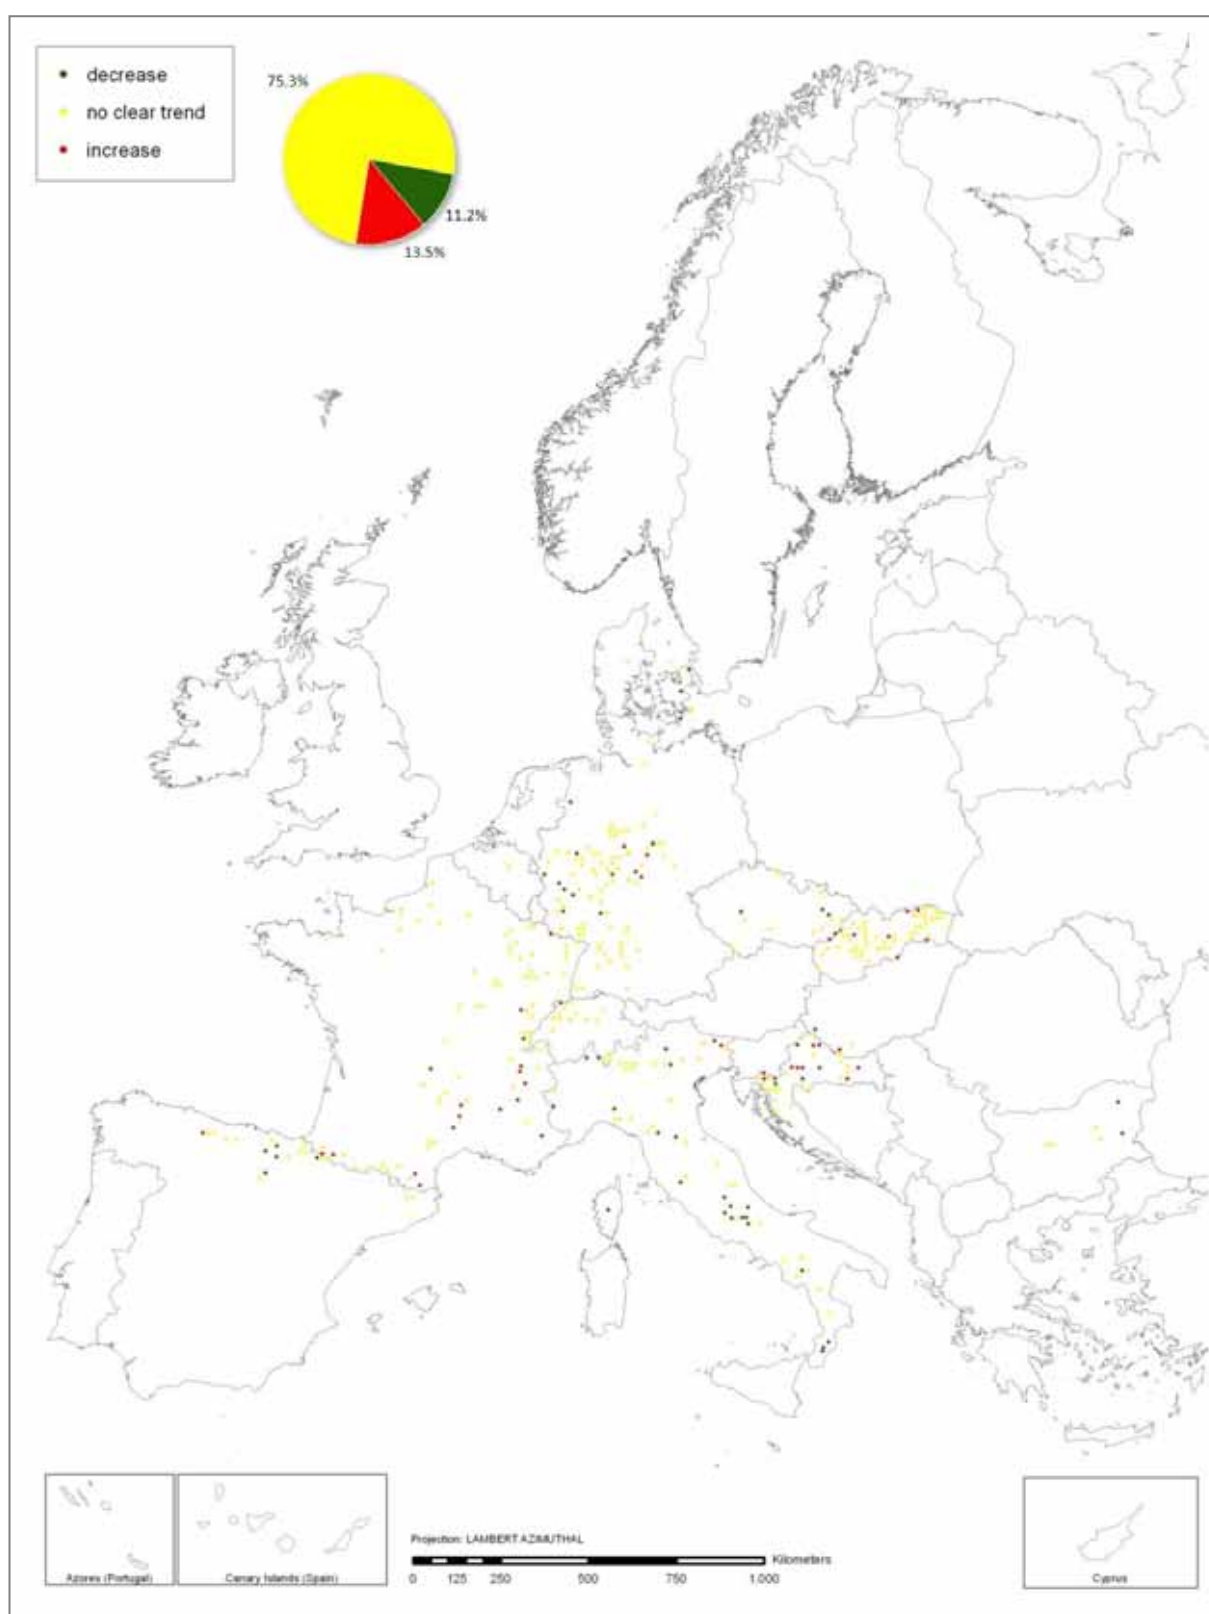 decrease
no clear trend
increase
75.3%
11.2%
13.5%
Azores (Portugal)
Canary Islands (Spain)
Projection: LAMBERT AZIMUTHAL
Kilometers
0 125 250 500 750 1.000
Cyprus